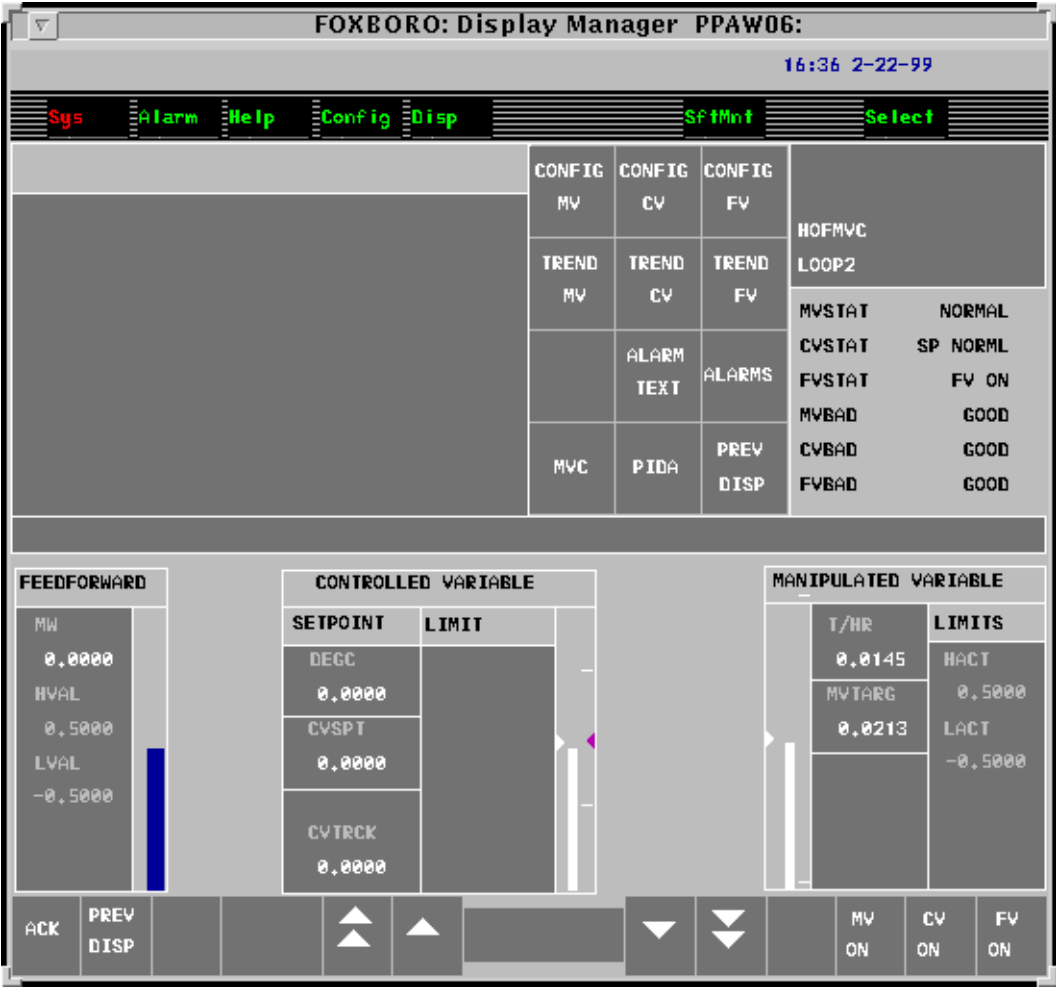 FOXBORO: Display Manager PPAW06:
16:36 2-22-99
Sys Alarm Help Config Disp SftMnt Select
CONFIG MV
CONFIG CV
CONFIG FV
HOFMVC
LOOP2
TREND MV
TREND CV
TREND FV
ALARM TEXT
ALARMS
MVC
PIDA
PREV DISP
MVSTAT NORMAL
CVSTAT SP NORML
FVSTAT FV ON
MVBAD GOOD
CVBAD GOOD
FVBAD GOOD
FEEDFORWARD
MW
0.0000
HVAL
0.5000
LVAL
-0.5000
CONTROLLED VARIABLE
SETPOINT LIMIT
DEGC
0.0000
CVSPT
0.0000
CVTRCK
0.0000
MANIPULATED VARIABLE
T/HR
0.0145
MVTARG
0.0213
LIMITS
HACT
0.5000
LACT
-0.5000
ACK
PREV DISP
MV ON
CV ON
FV ON